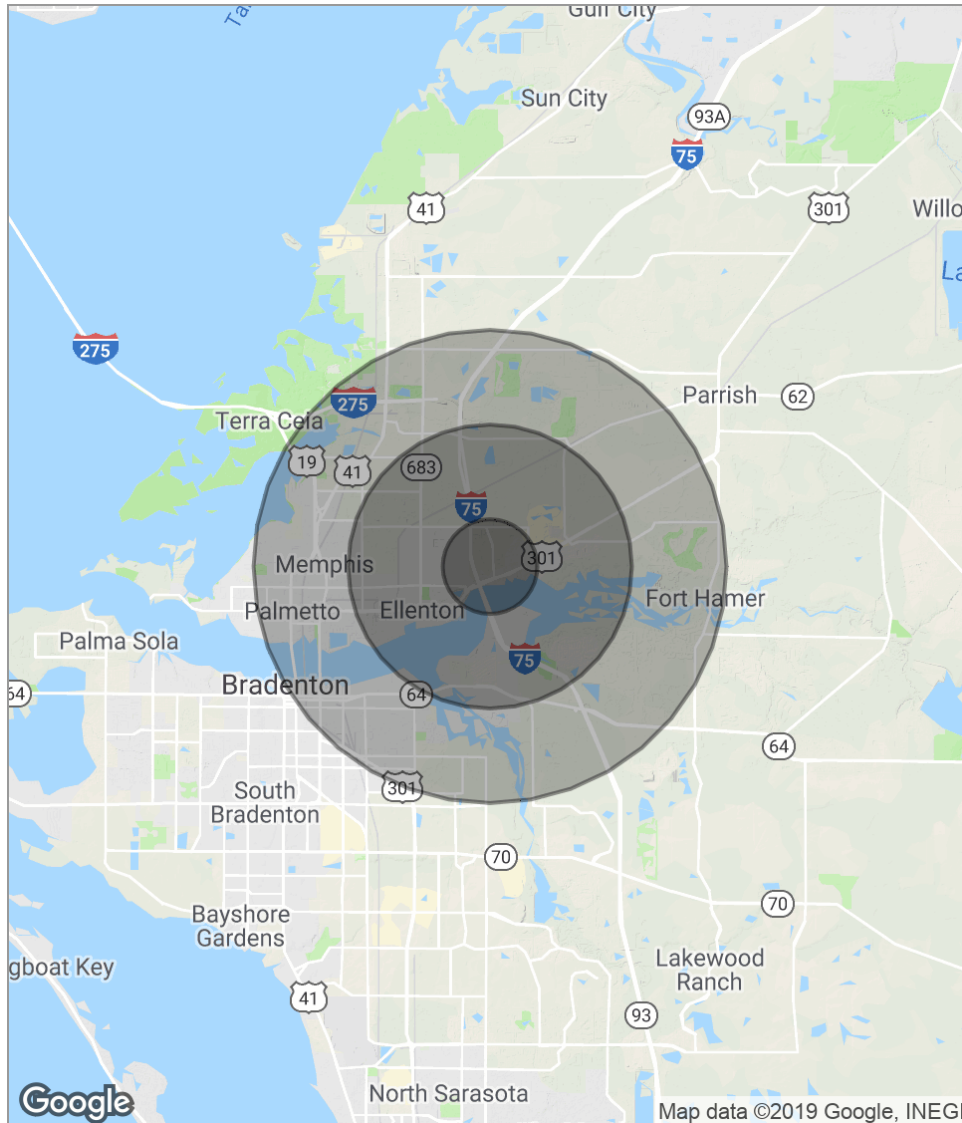 Gulf City
Ta
Sun City
93A
75
41
301
Willo
La
275
Parrish
62
275
Terra Ceia
19
41
683
75
301
Memphis
Fort Hamer
Palmetto
Ellenton
Palma Sola
75
Bradenton
64
64
64
301
South
Bradenton
70
70
Bayshore
Gardens
Lakewood
Ranch
gboat Key
41
93
North Sarasota
Google
Map data ©2019 Google, INEGI